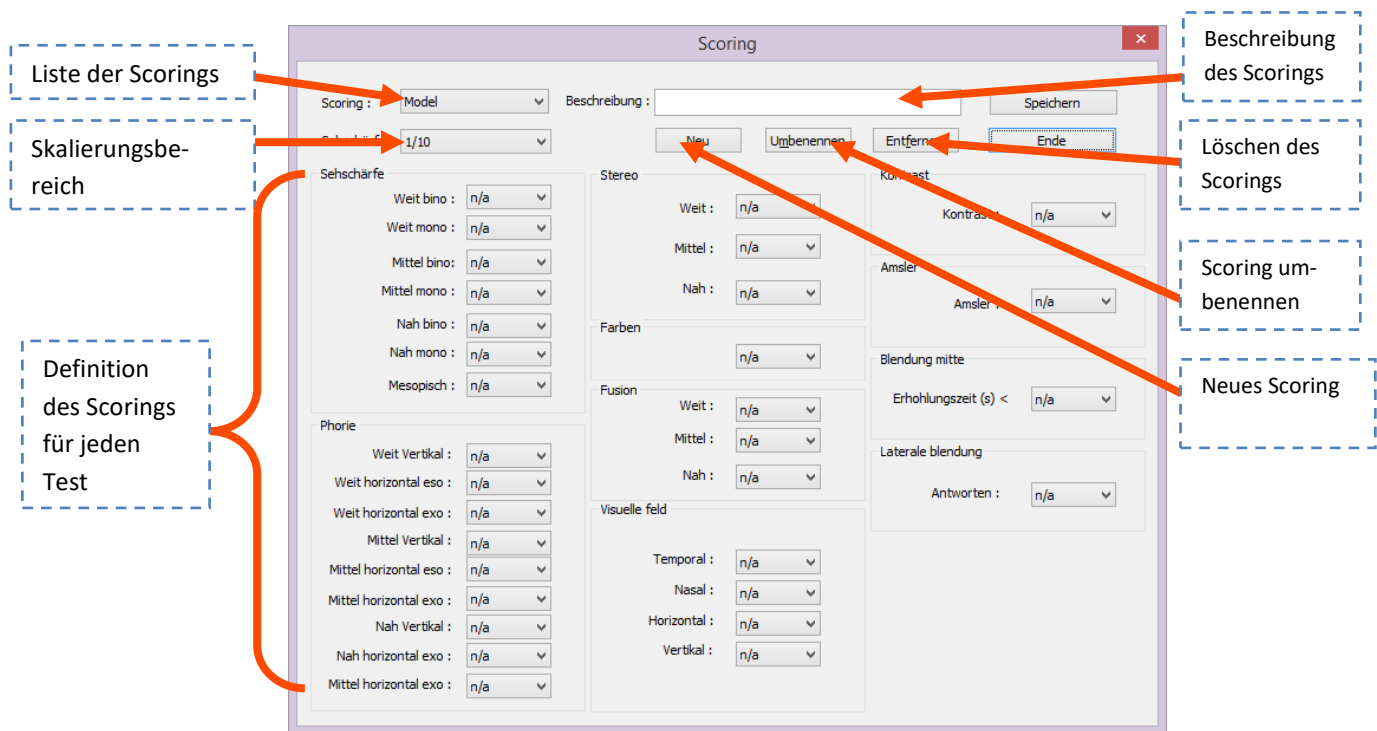 Scoring
Liste der Scorings
Beschreibung
des Scorings
Scoring :
Model
Beschreibung :
Speichern
Skalierungsbe-
reich
1/10
Neu
Umbenennen
Ende
Löschen des
Scorings
Sehschärfe
Weit bino : n/a
Weit mono : n/a
Mittel bino: n/a
Mittel mono : n/a
Nah bino : n/a
Nah mono : n/a
Mesopisch : n/a
Stereo
Weit : n/a
Mittel : n/a
Nah : n/a
Kontrast
Kontrast : n/a
Amsler
Amsler : n/a
Scoring um-
benennen
Farben
n/a
Blendung mitte
Erhohlungszeit (s) < n/a
Neues Scoring
Definition
des Scorings
für jeden
Test
Fusion
Weit : n/a
Mittel : n/a
Nah : n/a
Laterale blendung
Antworten : n/a
Phorie
Weit Vertikal : n/a
Weit horizontal eso : n/a
Weit horizontal exo : n/a
Mittel Vertikal : n/a
Mittel horizontal eso : n/a
Mittel horizontal exo : n/a
Nah Vertikal : n/a
Nah horizontal exo : n/a
Mittel horizontal exo : n/a
Visuelle feld
Temporal : n/a
Nasal : n/a
Horizontal : n/a
Vertikal : n/a